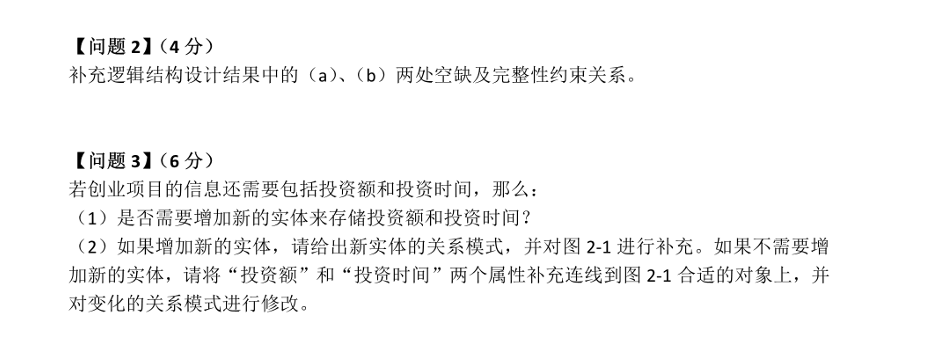 【问题 2】（4 分）
补充逻辑结构设计结果中的（a）、（b）两处空缺及完整性约束关系。
【问题 3】（6 分）
若创业项目的信息还需要包括投资额和投资时间，那么：
（1）是否需要增加新的实体来存储投资额和投资时间？
（2）如果增加新的实体，请给出新实体的关系模式，并对图 2-1 进行补充。如果不需要增
加新的实体，请将“投资额”和“投资时间”两个属性补充连线到图 2-1 合适的对象上，并
对变化的关系模式进行修改。